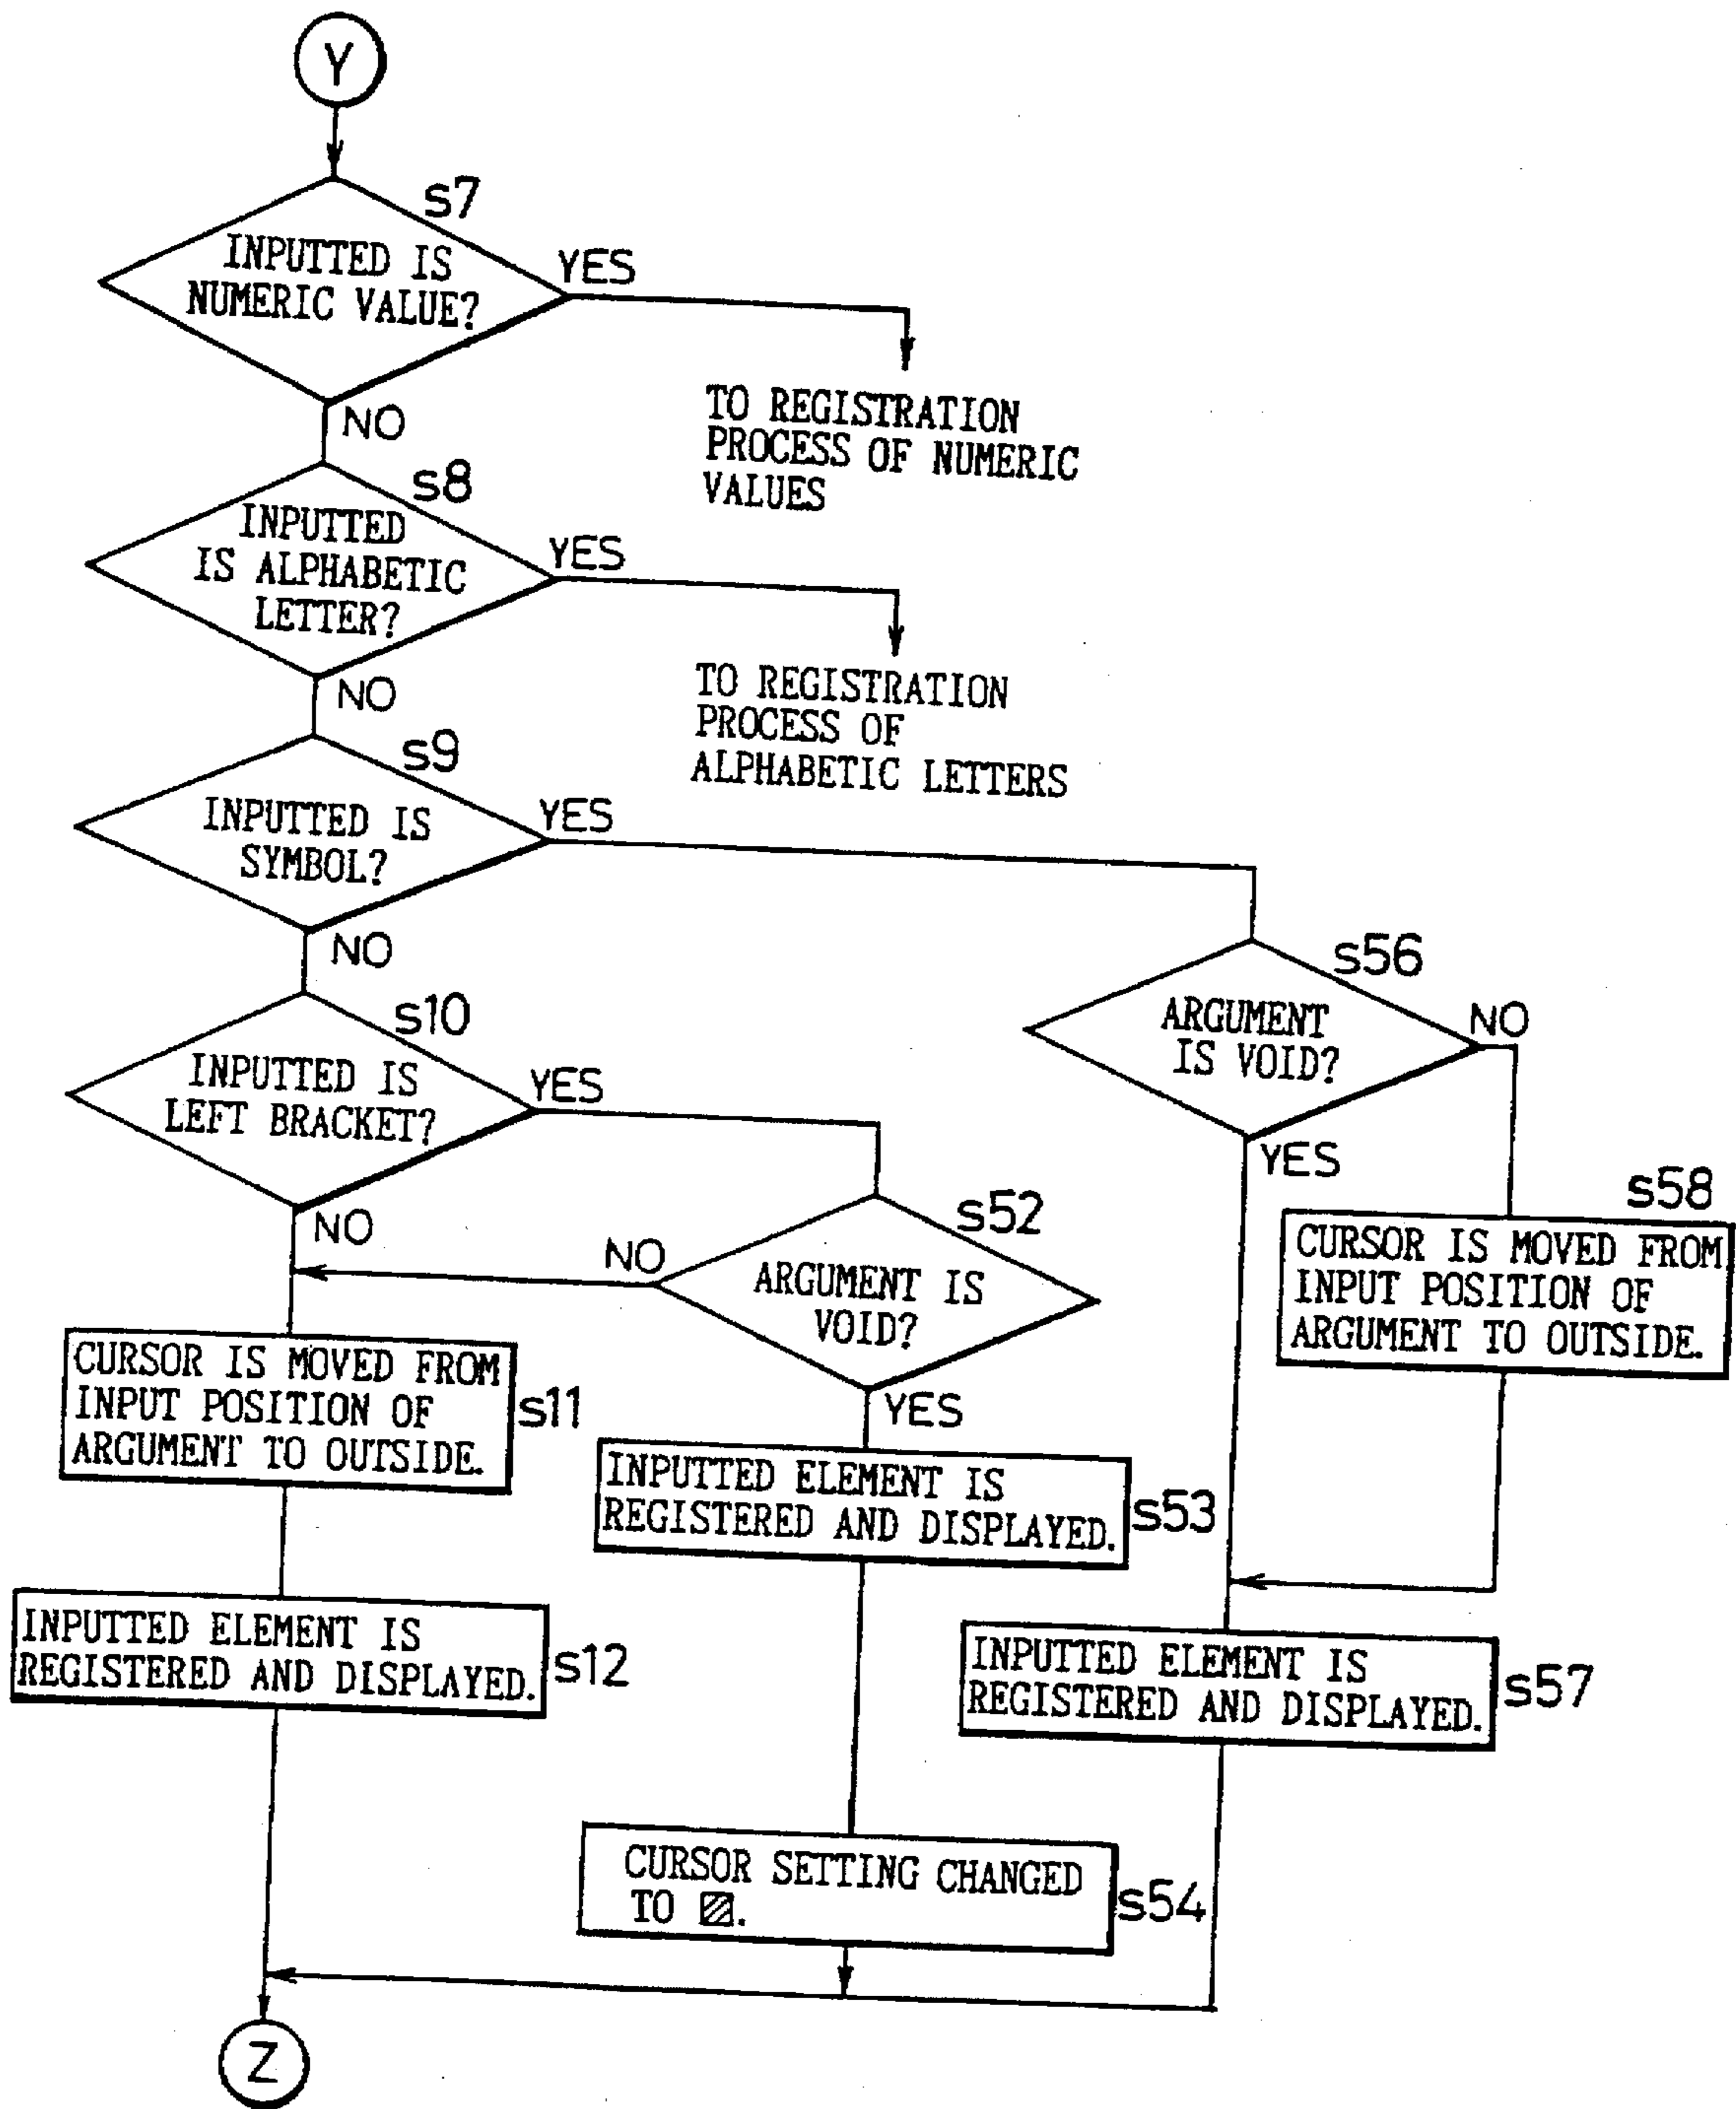 Y
s7
INPUTTED IS
NUMERIC VALUE?
YES
NO
TO REGISTRATION
PROCESS OF NUMERIC
VALUES
s8
INPUTTED
IS ALPHABETIC
LETTER?
YES
NO
TO REGISTRATION
PROCESS OF
ALPHABETIC LETTERS
s9
INPUTTED IS
SYMBOL?
YES
NO
s56
ARGUMENT
IS VOID?
NO
YES
s10
INPUTTED IS
LEFT BRACKET?
YES
NO
s58
CURSOR IS MOVED FROM
INPUT POSITION OF
ARGUMENT TO OUTSIDE.
s52
ARGUMENT IS
VOID?
NO
YES
CURSOR IS MOVED FROM
INPUT POSITION OF
ARGUMENT TO OUTSIDE.
s11
INPUTTED ELEMENT IS
REGISTERED AND DISPLAYED.
s53
INPUTTED ELEMENT IS
REGISTERED AND DISPLAYED.
s12
INPUTTED ELEMENT IS
REGISTERED AND DISPLAYED.
s57
CURSOR SETTING CHANGED
TO ▨.
s54
Z